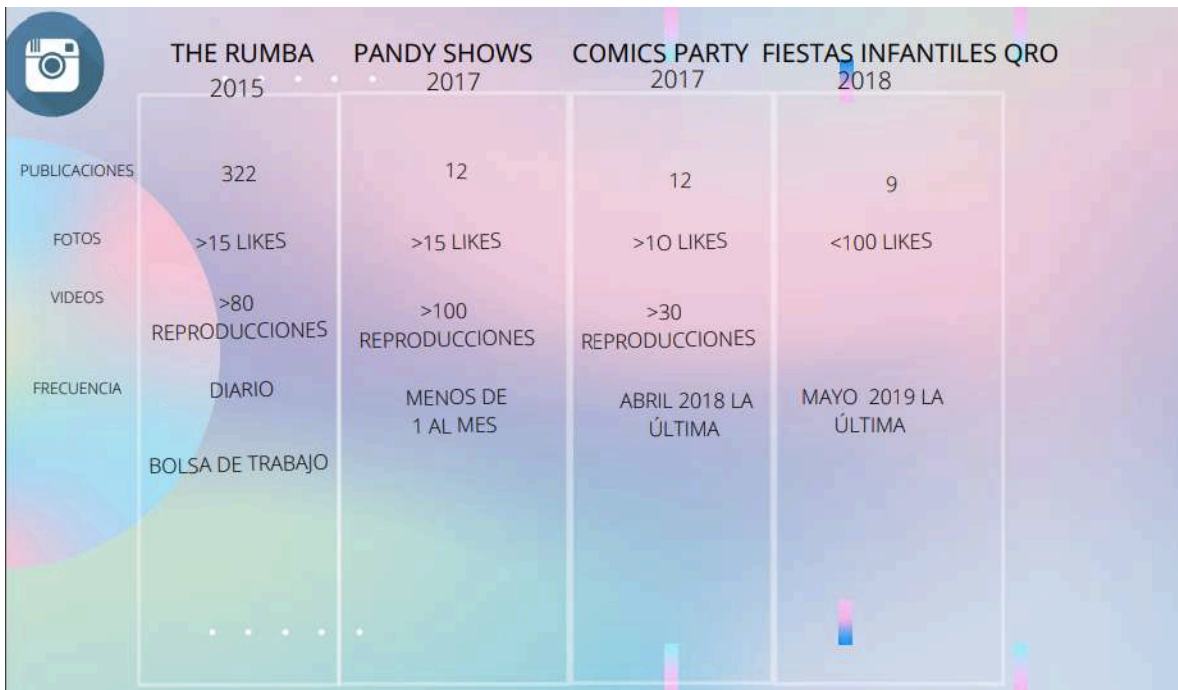 THE RUMBA PANDY SHOWS COMICS PARTY FIESTAS INFANTILES QRO
2015 2017 2017 2018
PUBLICACIONES 322 12 12 9
FOTOS >15 LIKES >15 LIKES >1O LIKES <100 LIKES
VIDEOS >80 >100 >30
REPRODUCCIONES REPRODUCCIONES REPRODUCCIONES
FRECUENCIA DIARIO MENOS DE ABRIL 2018 LA MAYO 2019 LA
1 AL MES ÚLTIMA ÚLTIMA
BOLSA DE TRABAJO